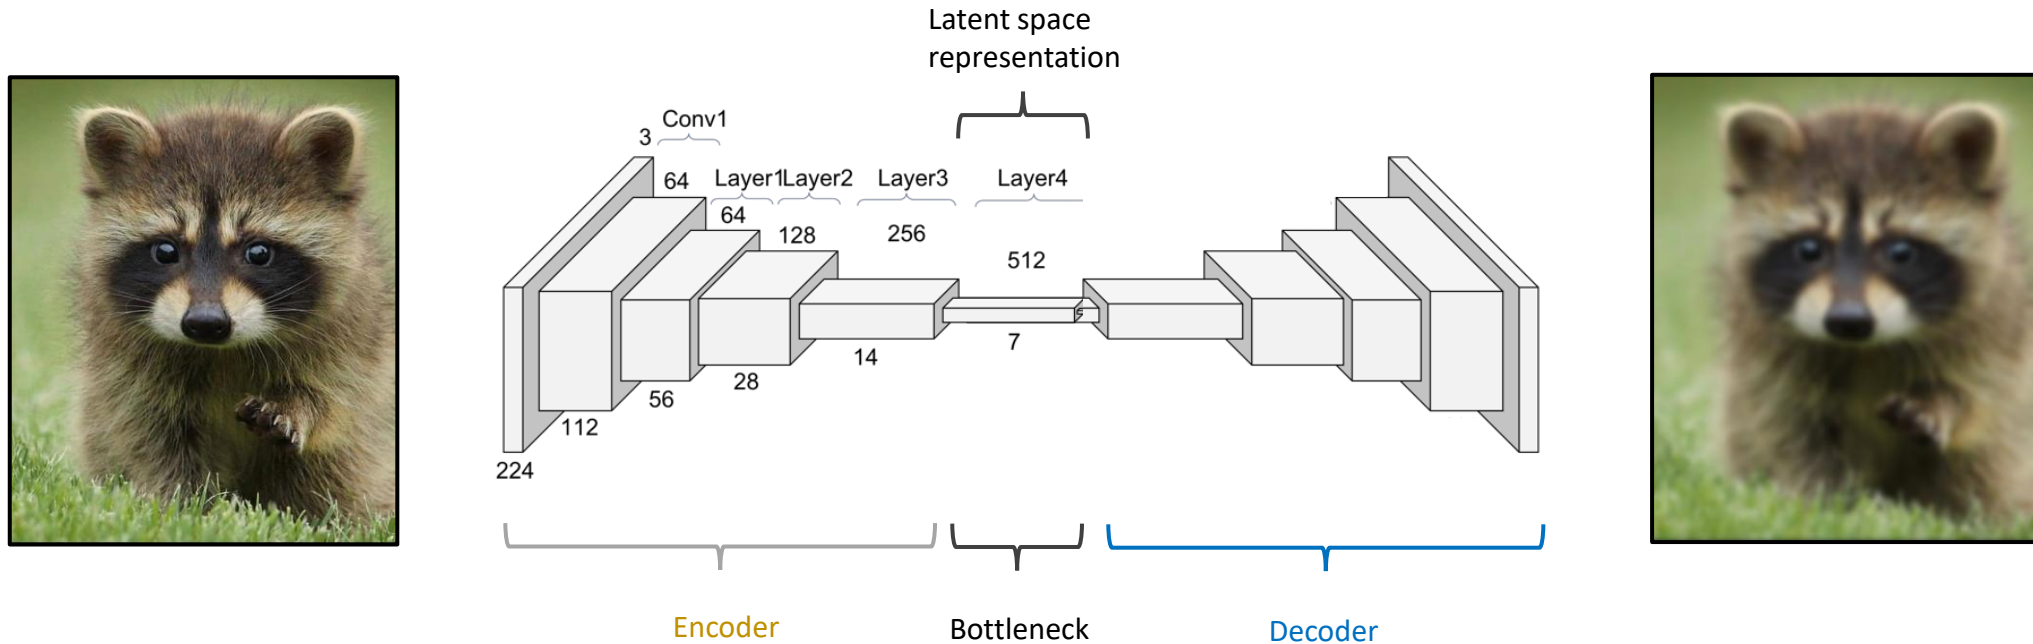 Latent space
representation
Conv1
3
64
Layer1
Layer2
Layer3
Layer4
64
128
256
512
7
14
28
56
112
224
Encoder
Bottleneck
Decoder